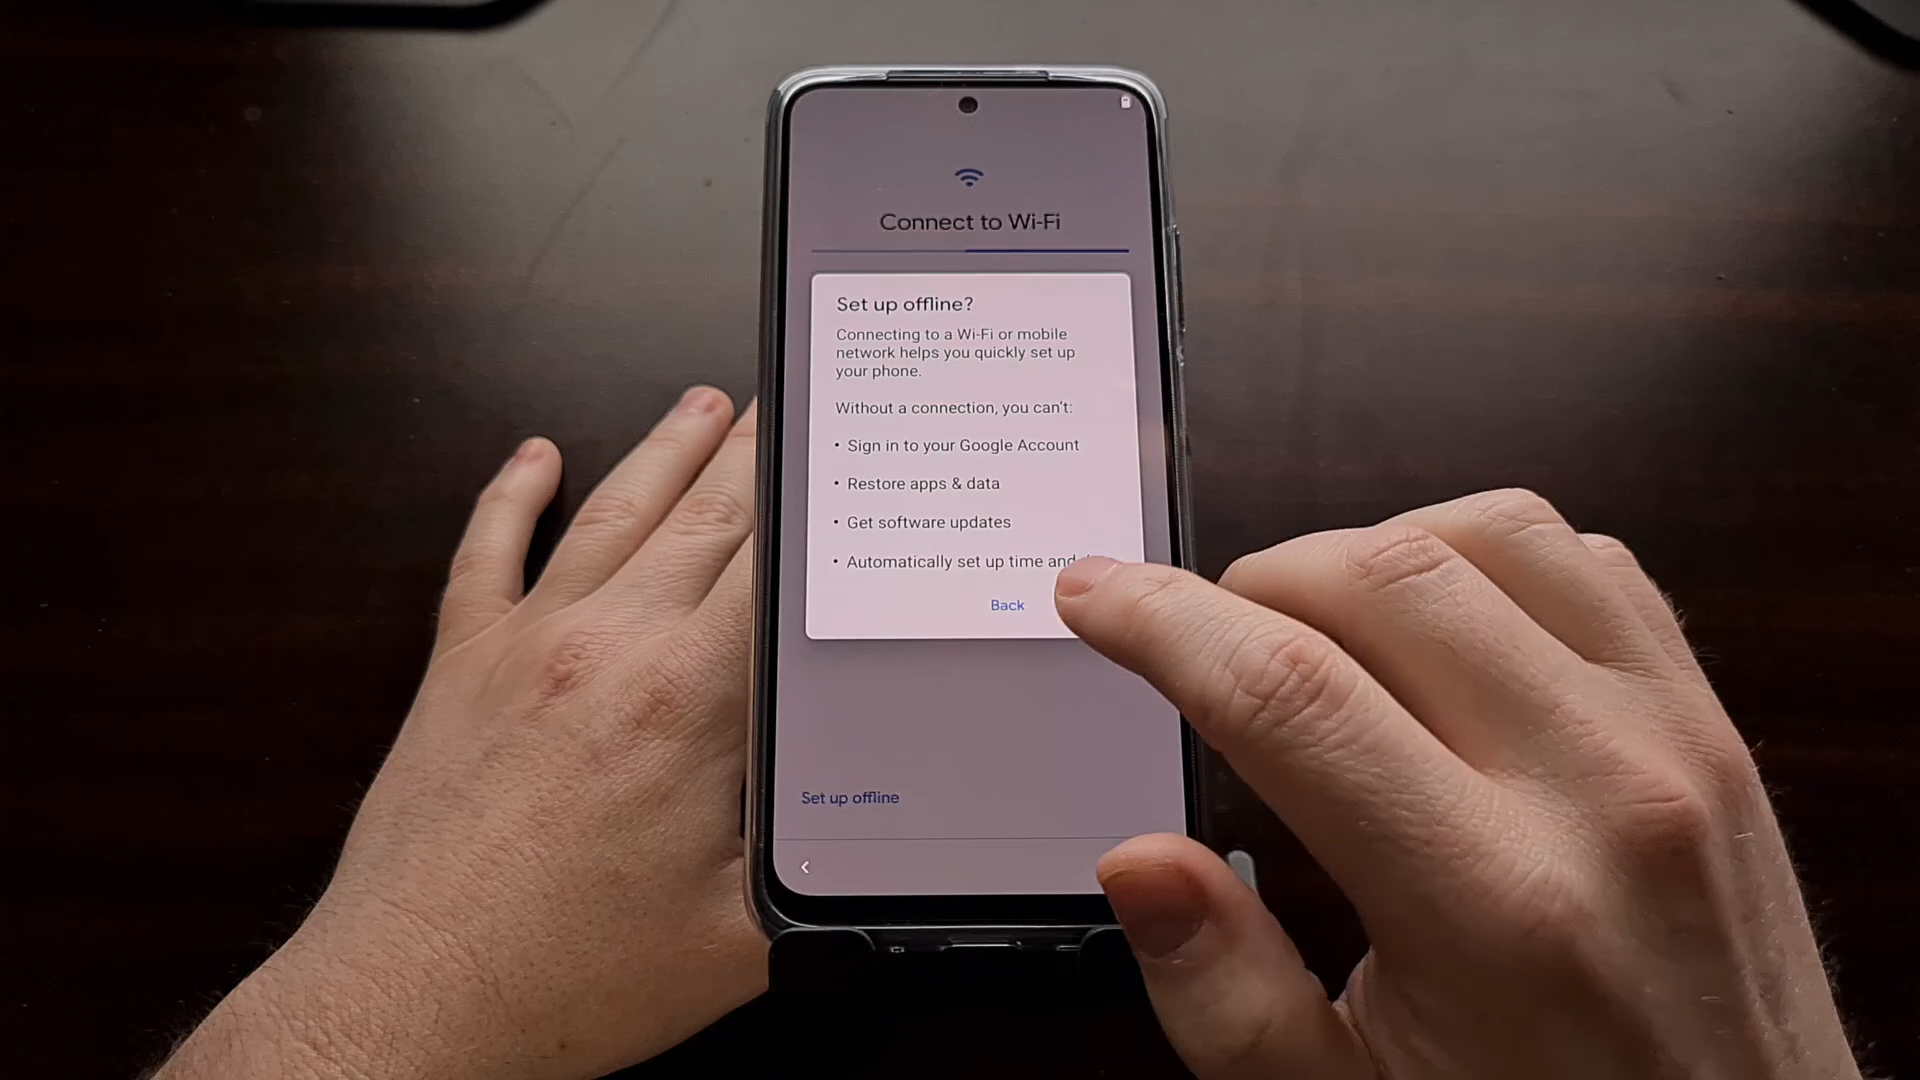 Connect to Wi-Fi
Set up offline?
Connecting to a Wi-Fi or mobile
network helps you quickly set up
your phone.
Without a connection, you can't:
• Sign in to your Google Account
• Restore apps & data
• Get software updates
• Automatically set up time and
Back
Set up offline